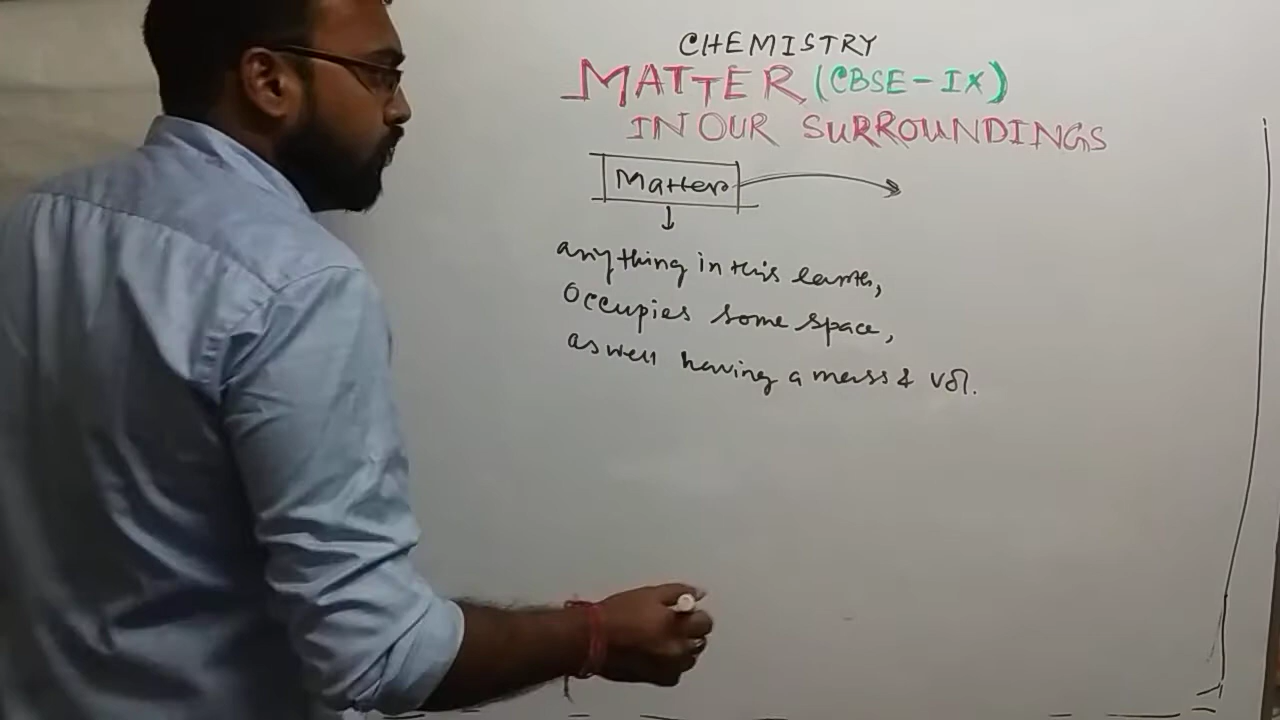 CHEMISTRY
MATTER (CBSE-IX)
IN OUR SURROUNDINGS
Matter
anything in this earth,
Occupies some space,
as well having a mass & vol.